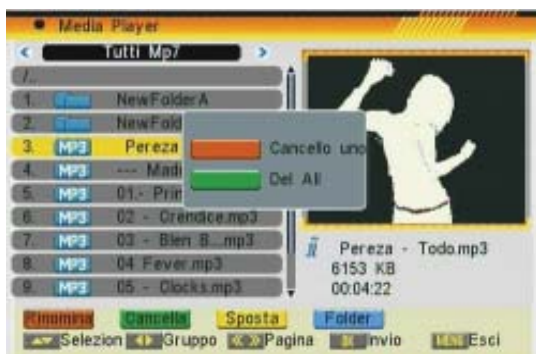 Media Player
Tutti Mp7
/..
1. NewFolderA
2. NewFold
3. MP3 Pereza
4. MP3 --- Madi
5. MP3 01.- Prin
6. MP3 02 - Crendice.mp3
7. MP3 03 - Bien B...mp3
8. MP3 04 Fever.mp3
9. MP3 05 - Clocks.mp3
Cancello uno
Del All
Pereza - Todo.mp3
6153 KB
00:04:22
Rinomina Cancella Sposta Folder
Selezion Gruppo Pagina Invio MENU Esci